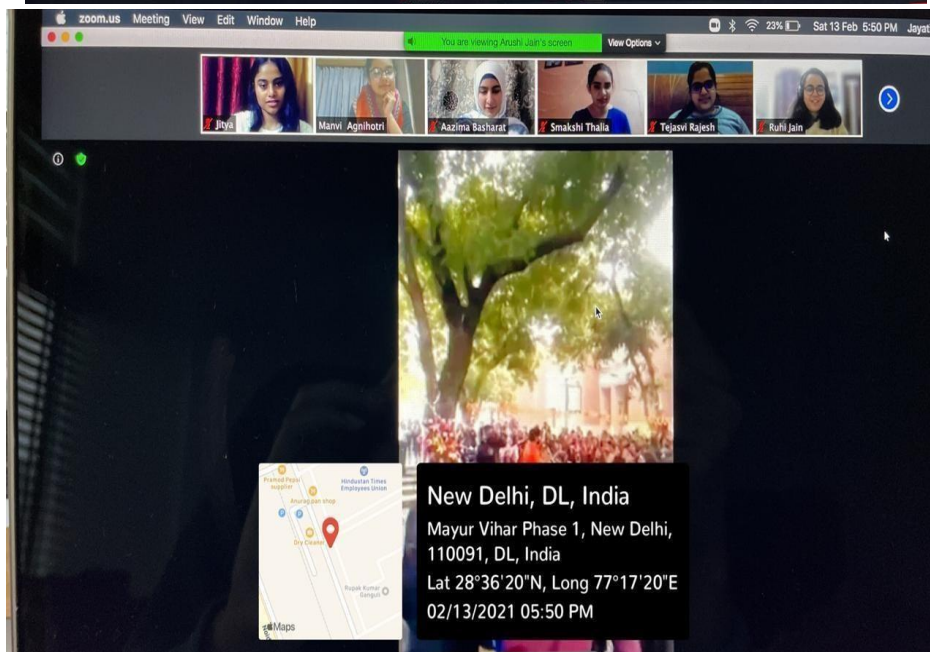 zoom.us Meeting View Edit Window Help
23% Sat 13 Feb 5:50 PM Jayat
You are viewing Arushi Jain's screen View Options
Jitya Manvi Agnihotri Aazima Basharat Smakshi Thalia Tejasvi Rajesh Ruhi Jain
Pramod Pepsi
supplier
Hindustan Times
Employees Union
Anurag pan shop
Dry Cleaner
Rupak Kumar
Ganguli
Maps
New Delhi, DL, India
Mayur Vihar Phase 1, New Delhi,
110091, DL, India
Lat 28°36'20"N, Long 77°17'20"E
02/13/2021 05:50 PM